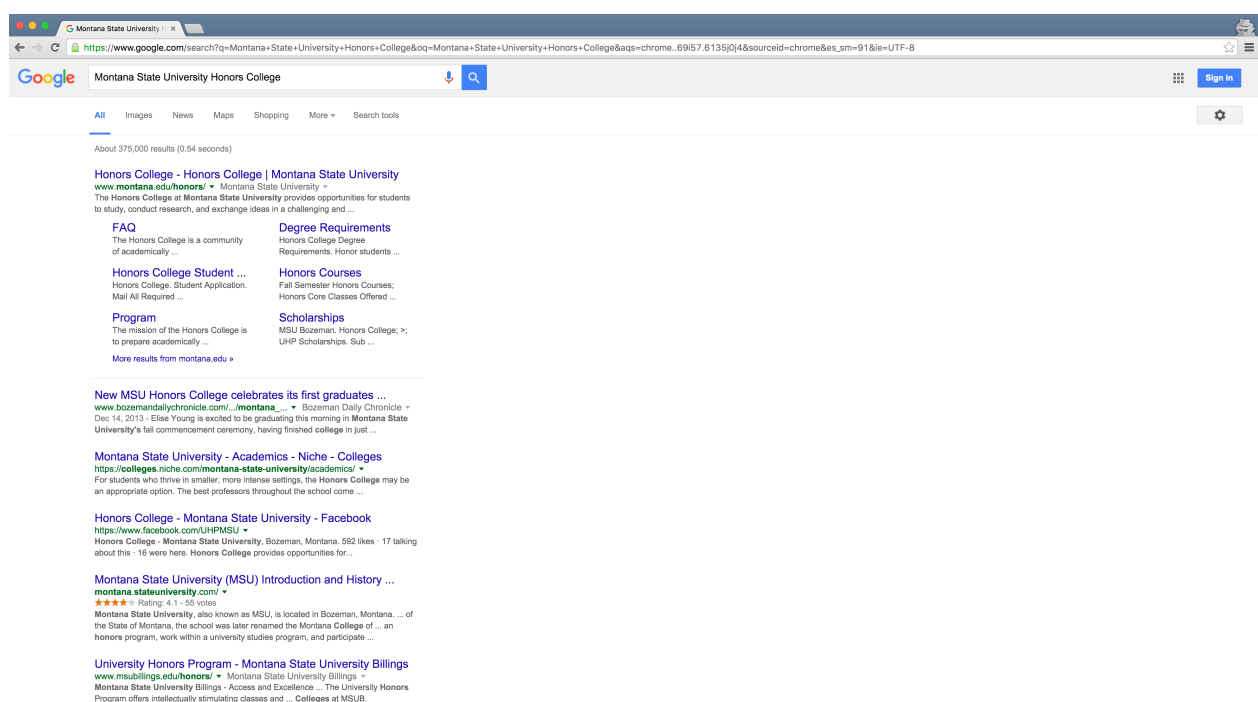 G Montana State University H
https://www.google.com/search?q=Montana+State+University+Honors+College&oq=Montana+State+University+Honors+College&aqs=chrome..69i57.6135j0j4&sourceid=chrome&es_sm=91&ie=UTF-8
Google
Montana State University Honors College
Sign in
All Images News Maps Shopping More Search tools
About 375,000 results (0.54 seconds)
Honors College - Honors College | Montana State University
www.montana.edu/honors/ Montana State University
The Honors College at Montana State University provides opportunities for students
to study, conduct research, and exchange ideas in a challenging and ...
FAQ
The Honors College is a community
of academically ...
Degree Requirements
Honors College Degree
Requirements. Honor students ...
Honors College Student ...
Honors College. Student Application.
Mail All Required ...
Honors Courses
Fall Semester Honors Courses;
Honors Core Classes Offered ...
Program
The mission of the Honors College is
to prepare academically ...
Scholarships
MSU Bozeman. Honors College; >;
UHP Scholarships. Sub ...
More results from montana.edu »
New MSU Honors College celebrates its first graduates ...
www.bozemandailychronicle.com/.../montana_... Bozeman Daily Chronicle
Dec 14, 2013 - Elise Young is excited to be graduating this morning in Montana State
University's fall commencement ceremony, having finished college in just ...
Montana State University - Academics - Niche - Colleges
https://colleges.niche.com/montana-state-university/academics/
For students who thrive in smaller, more intense settings, the Honors College may be
an appropriate option. The best professors throughout the school come ...
Honors College - Montana State University - Facebook
https://www.facebook.com/UHPMSU
Honors College - Montana State University, Bozeman, Montana. 592 likes · 17 talking
about this · 16 were here. Honors College provides opportunities for...
Montana State University (MSU) Introduction and History ...
montana.stateuniversity.com/
Rating: 4.1 - 55 votes
Montana State University, also known as MSU, is located in Bozeman, Montana. ... of
the State of Montana, the school was later renamed the Montana College of ... an
honors program, work within a university studies program, and participate ...
University Honors Program - Montana State University Billings
www.msubillings.edu/honors/ Montana State University Billings
Montana State University Billings - Access and Excellence ... The University Honors
Program offers intellectually stimulating classes and ... Colleges at MSUB.